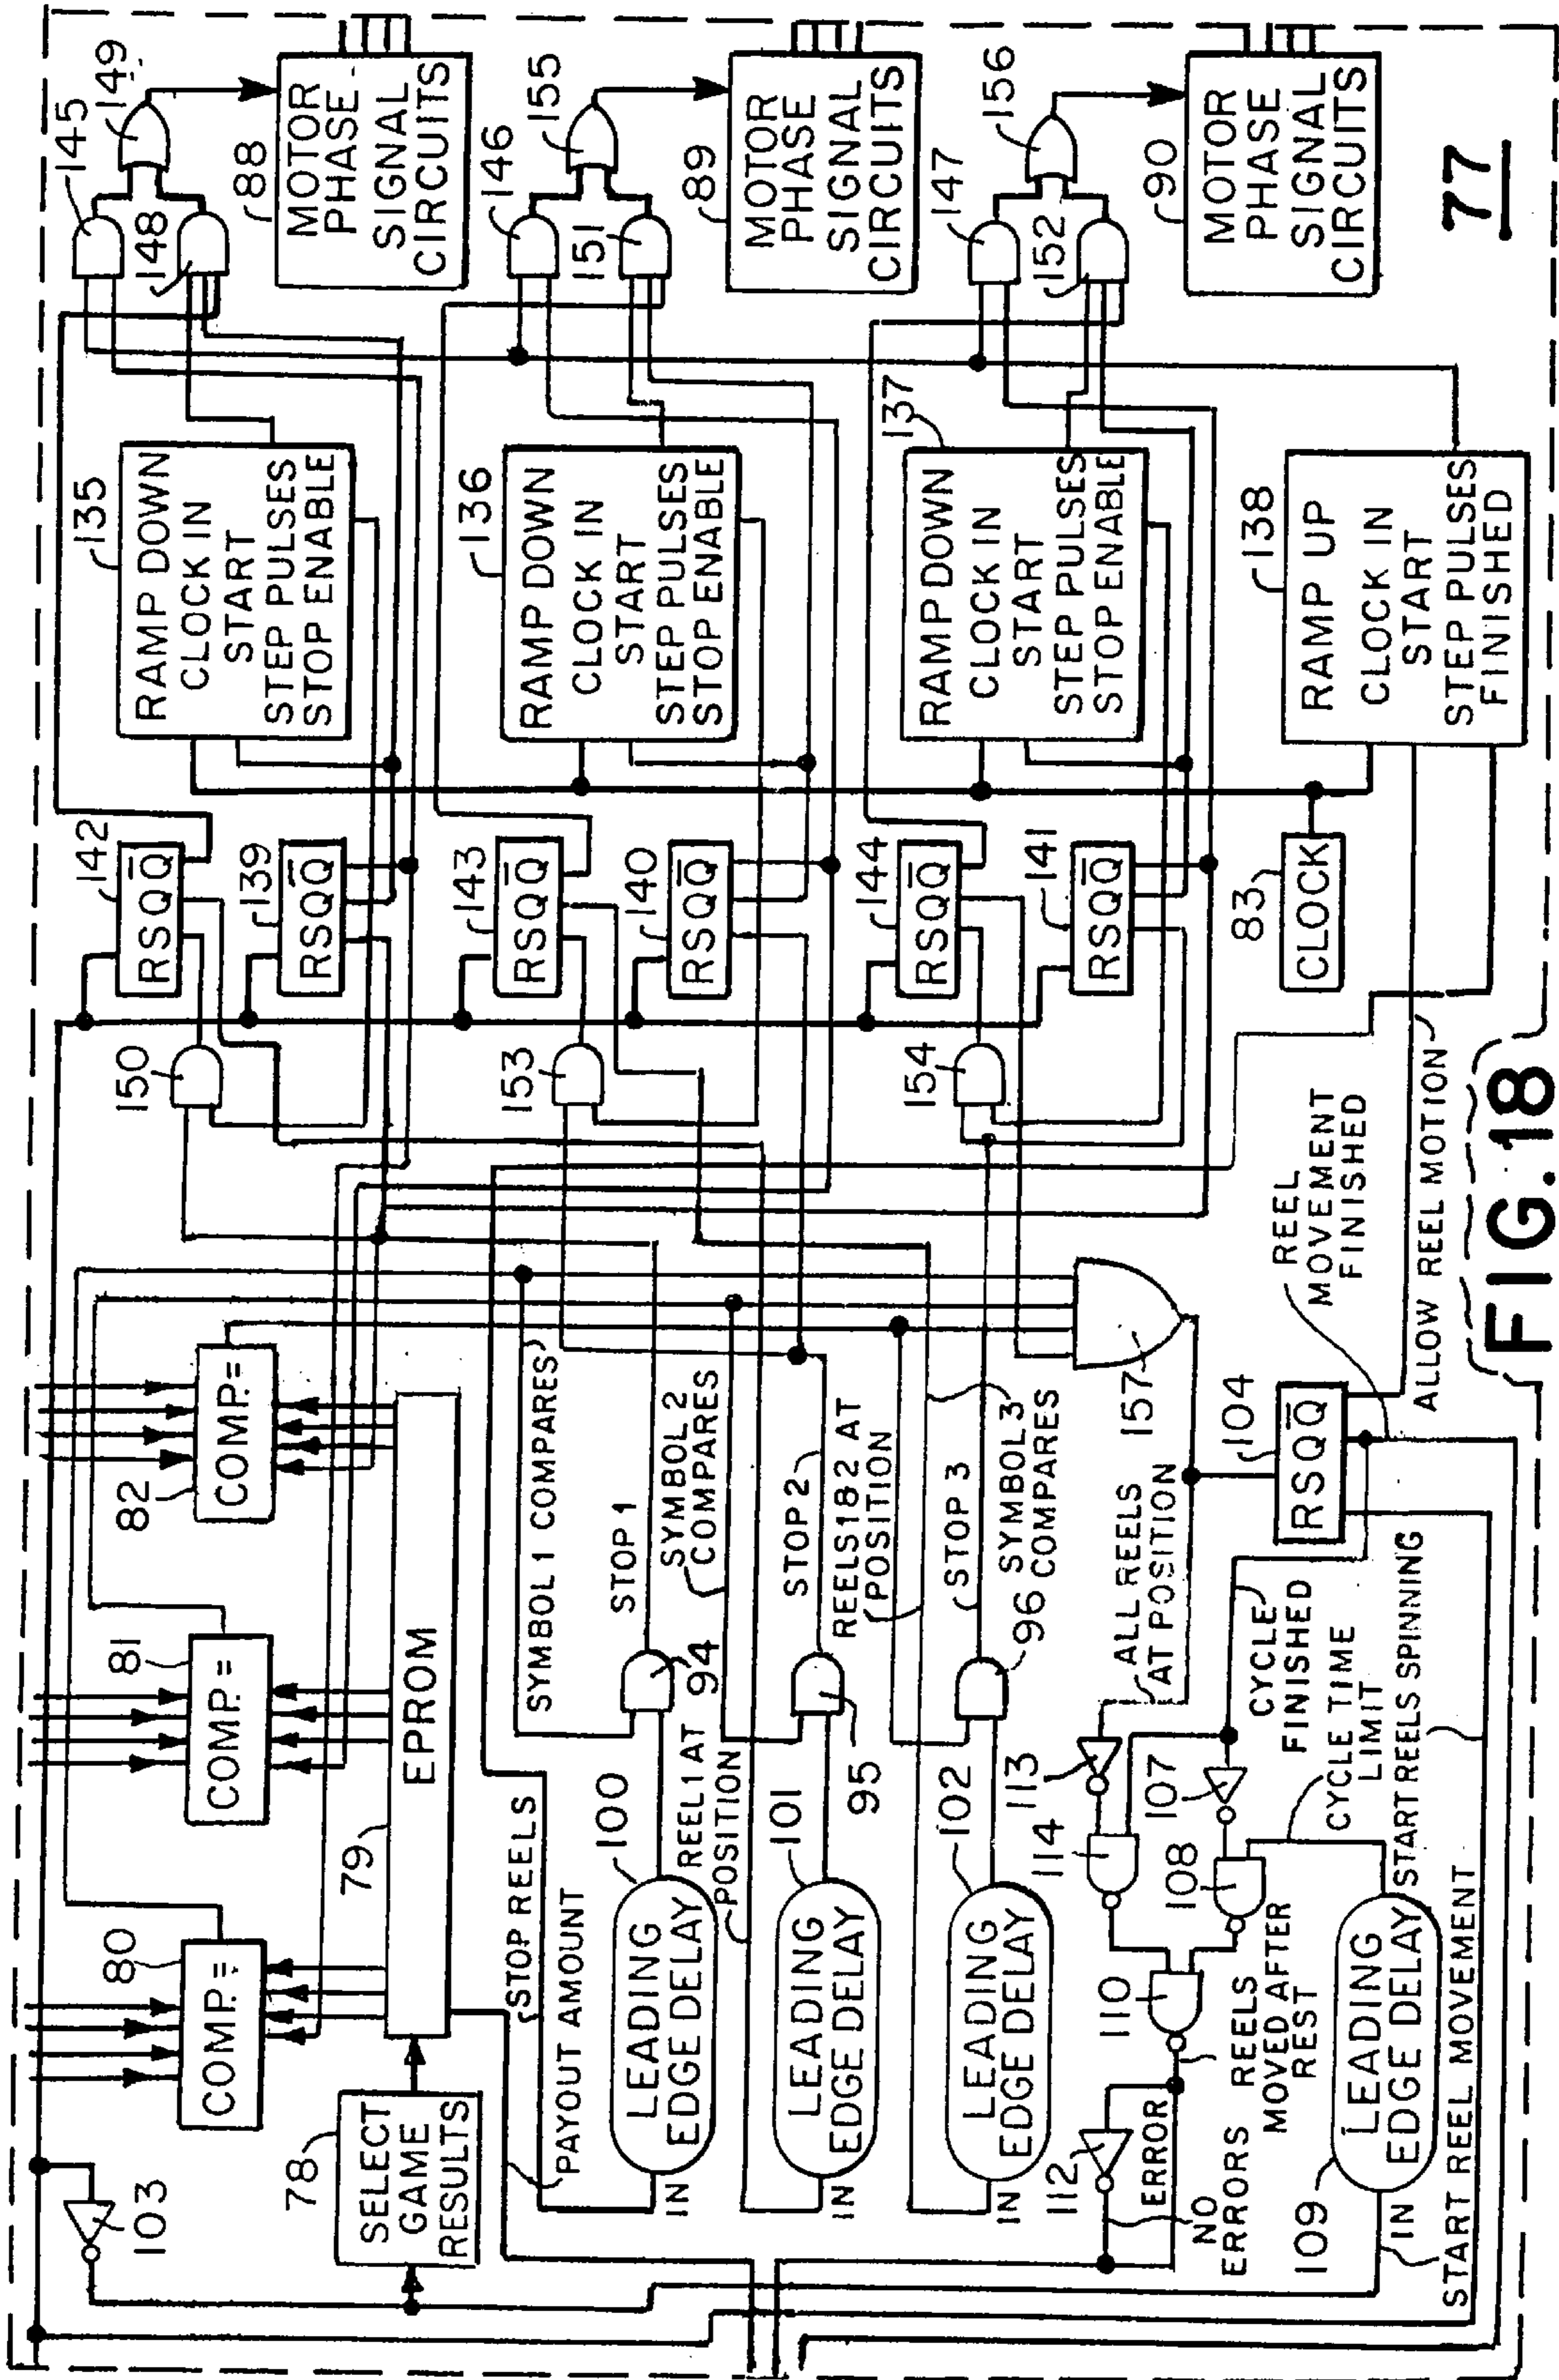 145
149
148
88
MOTOR
PHASE
SIGNAL
CIRCUITS
146
155
151
89
MOTOR
PHASE
SIGNAL
CIRCUITS
147
156
152
90
MOTOR
PHASE
SIGNAL
CIRCUITS
77
135
RAMP DOWN
CLOCK IN
START
STEP PULSES
STOP ENABLE
136
RAMP DOWN
CLOCK IN
START
STEP PULSES
STOP ENABLE
137
RAMP DOWN
CLOCK IN
START
STEP PULSES
STOP ENABLE
138
RAMP UP
CLOCK IN
START
STEP PULSES
FINISHED
142
RSQQ̅
139
RSQQ̅
143
RSQQ̅
140
RSQQ̅
144
RSQQ̅
141
RSQQ̅
83
CLOCK
150
153
154
REEL
MOVEMENT
FINISHED
ALLOW REEL MOTION
FIG.18
82
COMP. =
81
COMP. =
80
COMP. =
79
EPROM
78
SELECT
GAME
RESULTS
103
SYMBOL 1 COMPARES
STOP 1
94
SYMBOL 2
COMPARES
STOP 2
95
REELS 1&2 AT
POSITION
STOP 3
96
SYMBOL 3
COMPARES
157
104
RSQQ̅
ALL REELS
AT POSITION
CYCLE
FINISHED
CYCLE TIME
LIMIT
START REELS SPINNING
STOP REELS
PAYOUT AMOUNT
100
LEADING
EDGE DELAY
IN
REEL 1 AT
POSITION
101
LEADING
EDGE DELAY
IN
102
LEADING
EDGE DELAY
IN
113
114
107
108
110
REELS
MOVED AFTER
REST
112
ERROR
NO
ERRORS
109
LEADING
EDGE DELAY
IN
START REEL MOVEMENT